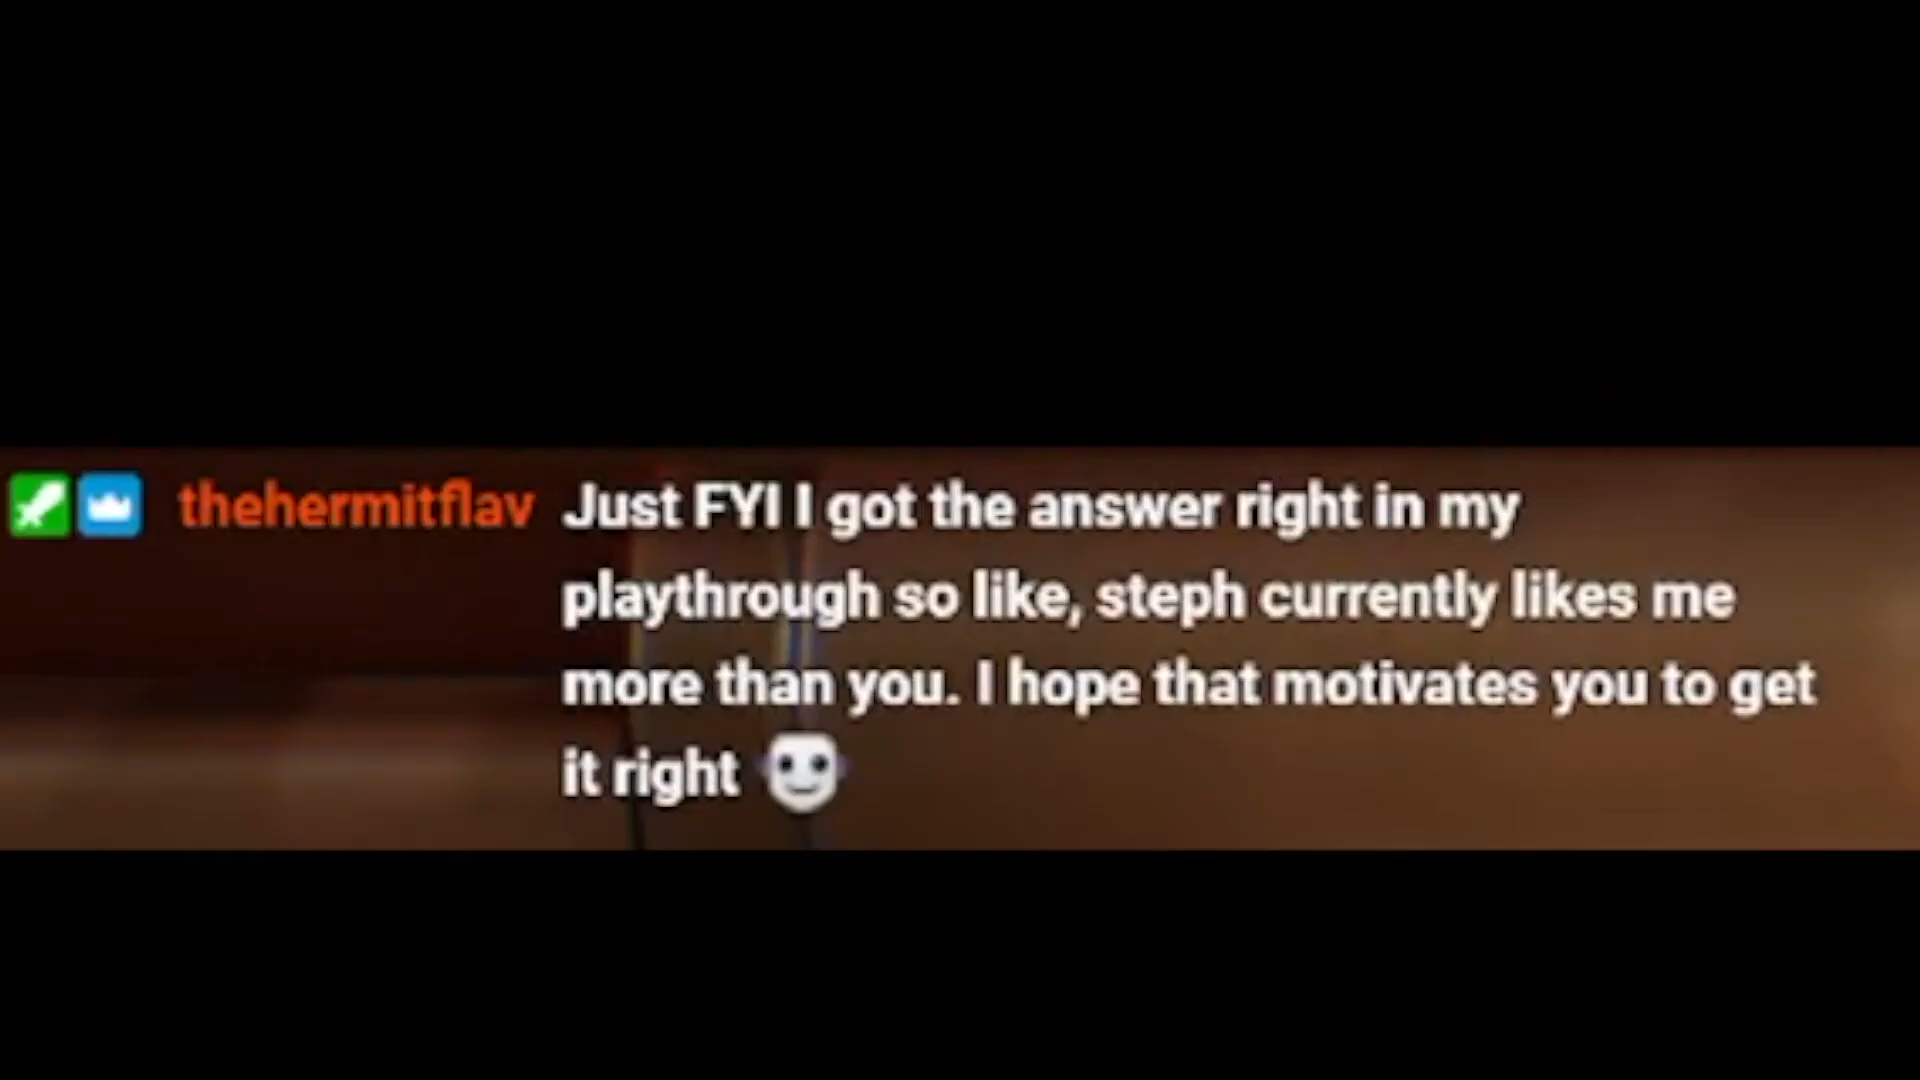 thehermitflav Just FYI I got the answer right in my
playthrough so like, steph currently likes me
more than you. I hope that motivates you to get
it right